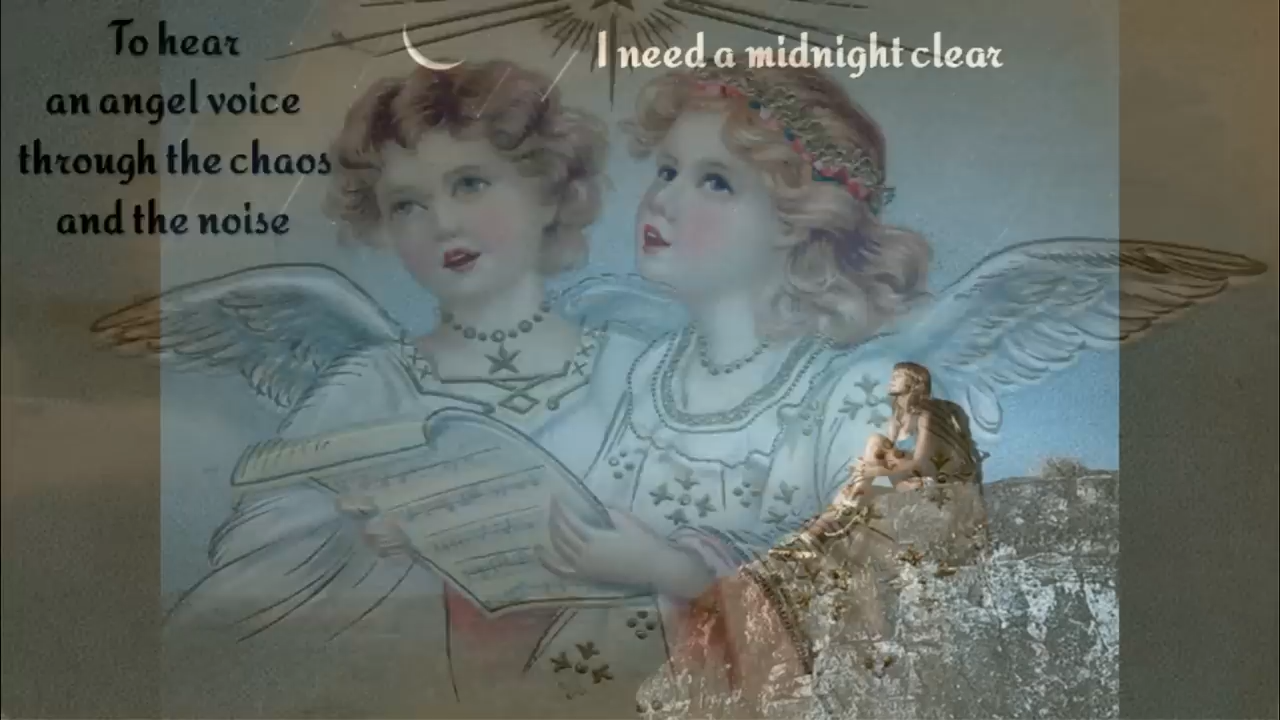 To hear
an angel voice
through the chaos
and the noise
I need a midnight clear